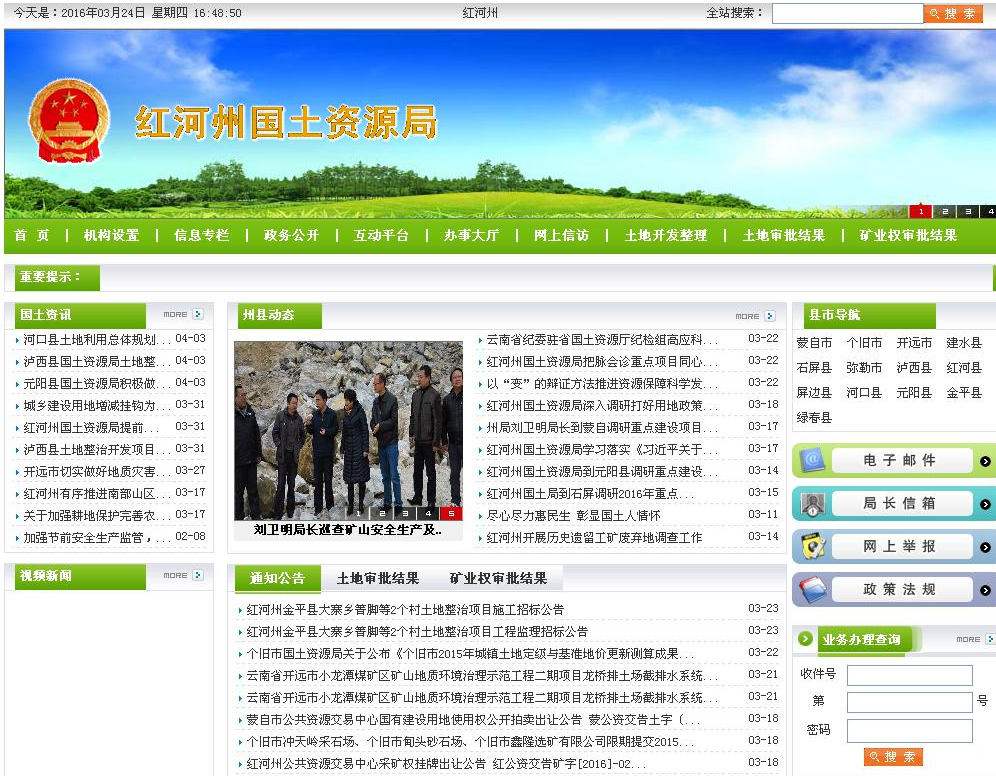 今天是：2016年03月24日 星期四 16:48:50 红河州 全站搜索： 搜 索
红河州国土资源局
1 2 3 4
首 页 | 机构设置 | 信息专栏 | 政务公开 | 互动平台 | 办事大厅 | 网上信访 | 土地开发整理 | 土地审批结果 | 矿业权审批结果
重要提示：
国土资讯 MORE
河口县土地利用总体规划... 04-03
泸西县国土资源局土地整... 04-03
元阳县国土资源局积极做... 04-03
城乡建设用地增减挂钩为... 03-31
红河州国土资源局提前... 03-31
泸西县土地整治开发项目... 03-31
开远市切实做好地质灾害... 03-27
红河州有序推进南部山区... 03-17
关于加强耕地保护完善农... 03-17
加强节前安全生产监管，... 02-08
视频新闻 MORE
州县动态 MORE
1 2 3 4 5
刘卫明局长巡查矿山安全生产及..
云南省纪委驻省国土资源厅纪检组高应科... 03-22
红河州国土资源局把脉会诊重点项目同心... 03-22
以“变”的辩证方法推进资源保障科学发... 03-22
红河州国土资源局深入调研打好用地政策... 03-18
州局刘卫明局长到蒙自调研重点建设项目... 03-17
红河州国土资源局学习落实《习近平关于... 03-17
红河州国土资源局到元阳县调研重点建设... 03-14
红河州国土局到石屏调研2016年重点... 03-15
尽心尽力惠民生 彰显国土人情怀 03-11
红河州开展历史遗留工矿废弃地调查工作 03-14
通知公告 土地审批结果 矿业权审批结果
红河州金平县大寨乡普脚等2个村土地整治项目施工招标公告 03-23
红河州金平县大寨乡普脚等2个村土地整治项目工程监理招标公告 03-23
个旧市国土资源局关于公布《个旧市2015年城镇土地定级与基准地价更新测算成果... 03-22
云南省开远市小龙潭煤矿区矿山地质环境治理示范工程二期项目龙桥排土场截排水系统... 03-21
云南省开远市小龙潭煤矿区矿山地质环境治理示范工程二期项目龙桥排土场截排水系统... 03-21
蒙自市公共资源交易中心国有建设用地使用权公开拍卖出让公告 蒙公资交告土字〔... 03-18
个旧市冲天岭采石场、个旧市甸头砂石场、个旧市鑫隆选矿有限公司限期提交2015... 03-18
红河州公共资源交易中心采矿权挂牌出让公告 红公资交告矿字[2016]-02... 03-18
县市导航
蒙自市 个旧市 开远市 建水县
石屏县 弥勒市 泸西县 红河县
屏边县 河口县 元阳县 金平县
绿春县
电 子 邮 件
局 长 信 箱
网 上 举 报
政 策 法 规
业务办理查询 MORE
收件号
第 号
密码
搜 索